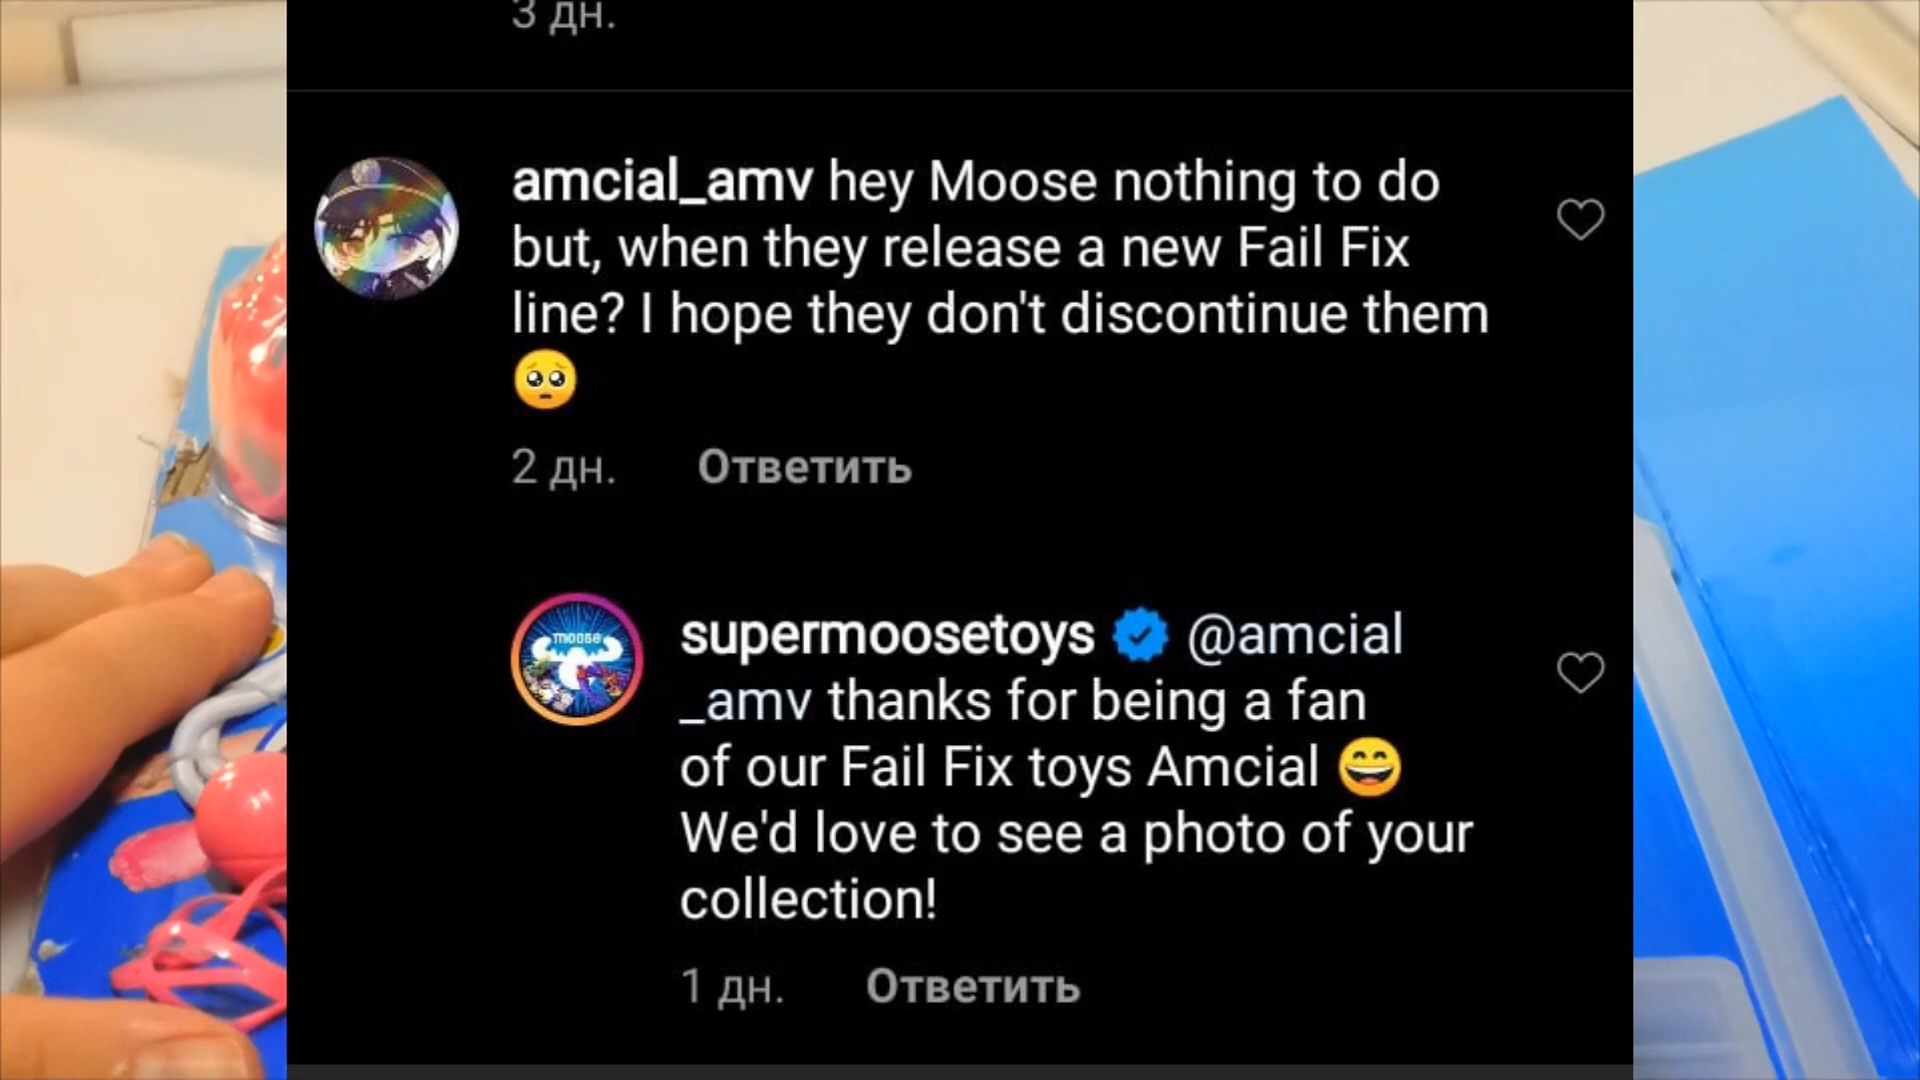 3 дн.
amcial_amv hey Moose nothing to do
but, when they release a new Fail Fix
line? I hope they don't discontinue them
🥺
2 дн. Ответить
moose
supermoosetoys @amcial
_amv thanks for being a fan
of our Fail Fix toys Amcial 😄
We'd love to see a photo of your
collection!
1 дн. Ответить